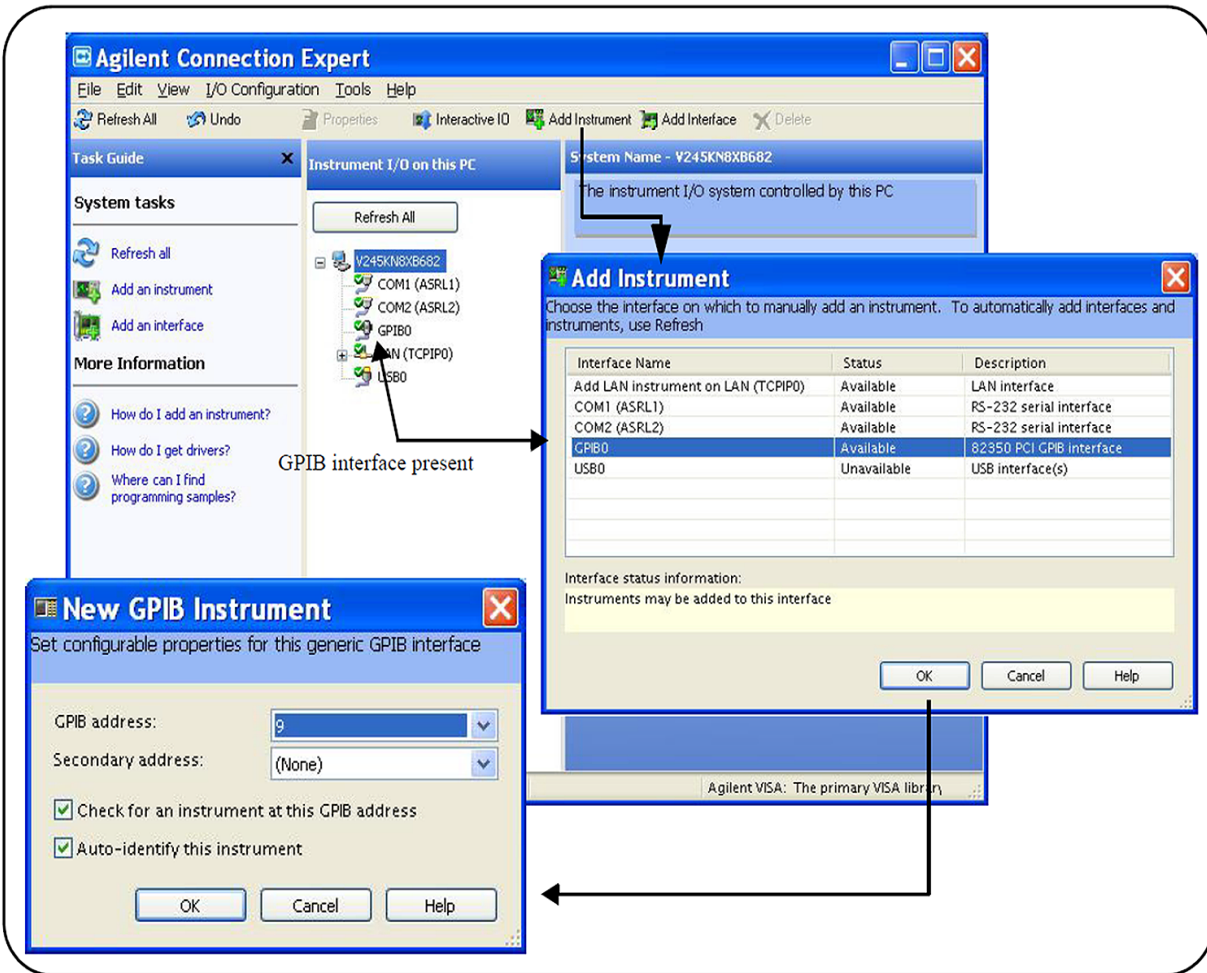 Agilent Connection Expert
File Edit View I/O Configuration Tools Help
Refresh All Undo Properties Interactive IO Add Instrument Add Interface Delete
Task Guide
System tasks
Refresh all
Add an instrument
Add an interface
More Information
How do I add an instrument?
How do I get drivers?
Where can I find
programming samples?
Instrument I/O on this PC
Refresh All
V245KN8XB682
COM1 (ASRL1)
COM2 (ASRL2)
GPIB0
LAN (TCPIP0)
USB0
GPIB interface present
System Name - V245KN8XB682
The instrument I/O system controlled by this PC
Add Instrument
Choose the interface on which to manually add an instrument. To automatically add interfaces and
instruments, use Refresh
Interface Name Status Description
Add LAN instrument on LAN (TCPIP0) Available LAN interface
COM1 (ASRL1) Available RS-232 serial interface
COM2 (ASRL2) Available RS-232 serial interface
GPIB0 Available 82350 PCI GPIB interface
USB0 Unavailable USB interface(s)
Interface status information:
Instruments may be added to this interface
OK Cancel Help
Agilent VISA: The primary VISA library
New GPIB Instrument
Set configurable properties for this generic GPIB interface
GPIB address: 9
Secondary address: (None)
Check for an instrument at this GPIB address
Auto-identify this instrument
OK Cancel Help